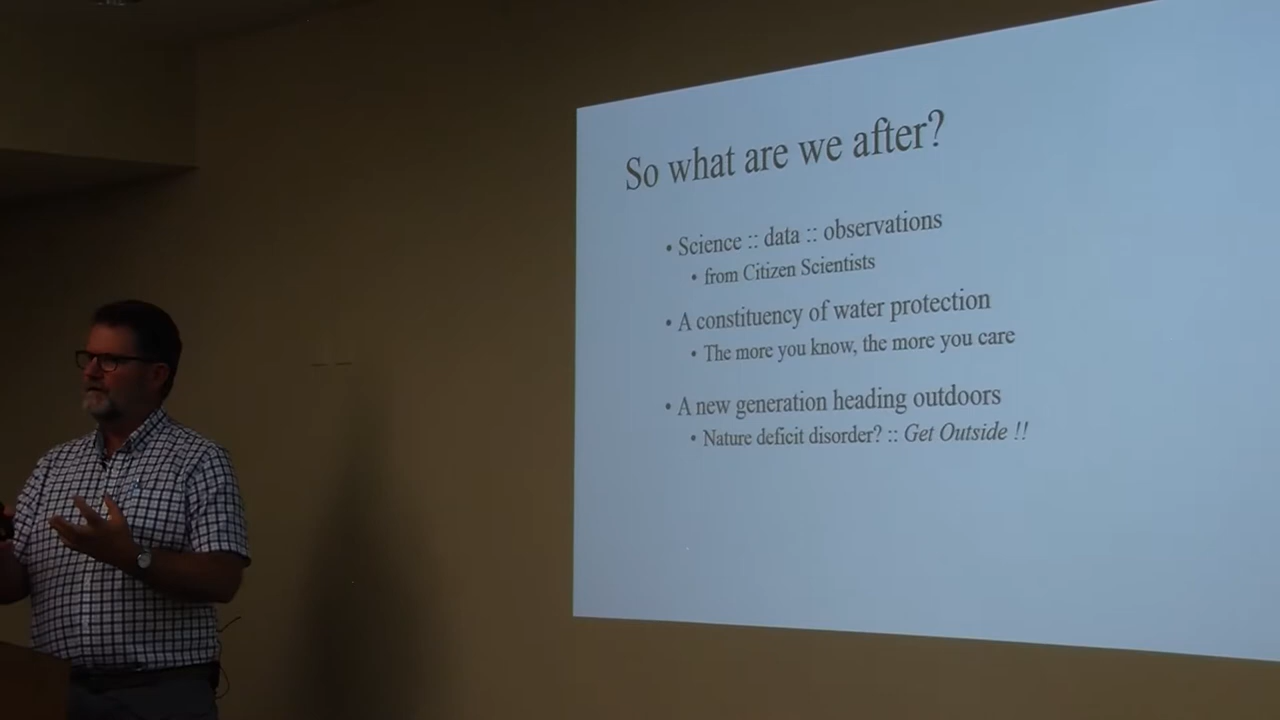 So what are we after?
• Science :: data :: observations
• from Citizen Scientists
• A constituency of water protection
• The more you know, the more you care
• A new generation heading outdoors
• Nature deficit disorder? :: Get Outside !!